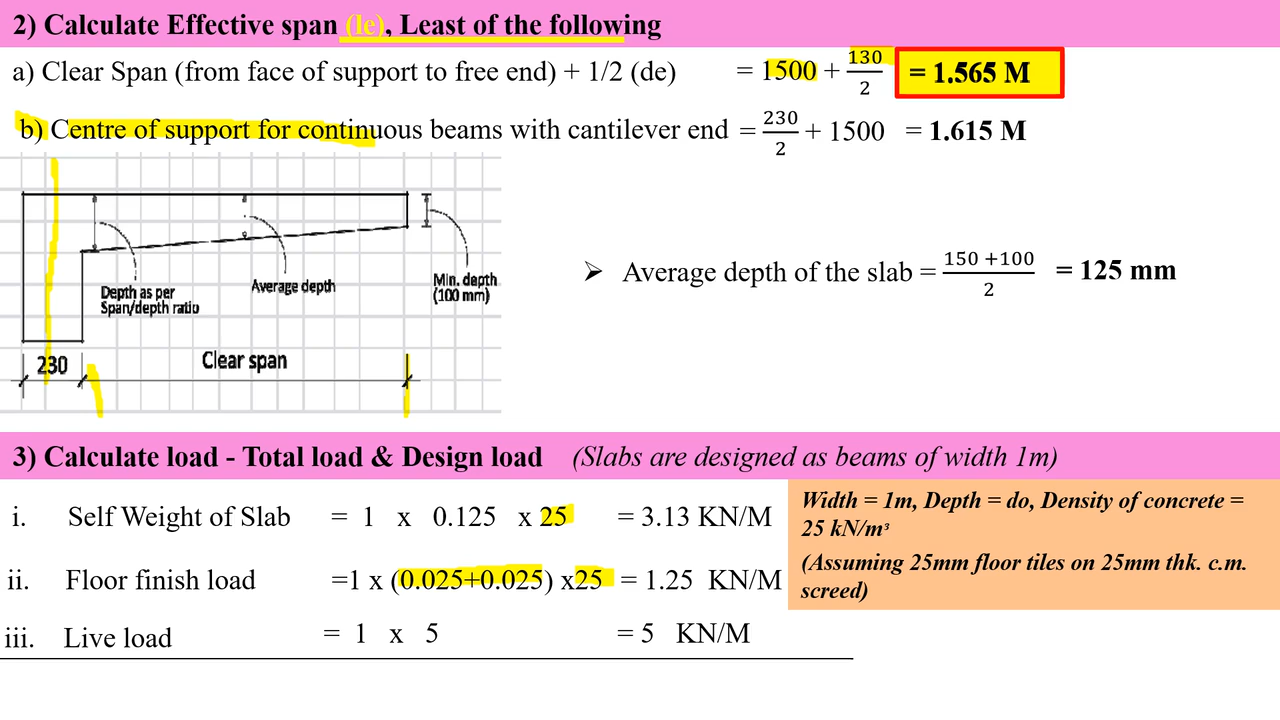 2) Calculate Effective span (le), Least of the following
a) Clear Span (from face of support to free end) + 1/2 (de) = 1500 + 130/2 = 1.565 M
b) Centre of support for continuous beams with cantilever end = 230/2 + 1500 = 1.615 M
Depth as per
Span/depth ratio
Average depth
Min. depth
(100 mm)
230
Clear span
➢ Average depth of the slab = 150 +100/2 = 125 mm
3) Calculate load - Total load & Design load (Slabs are designed as beams of width 1m)
i. Self Weight of Slab = 1 x 0.125 x 25 = 3.13 KN/M
Width = 1m, Depth = do, Density of concrete =
25 kN/m³
ii. Floor finish load =1 x (0.025+0.025) x25 = 1.25 KN/M
(Assuming 25mm floor tiles on 25mm thk. c.m.
screed)
iii. Live load = 1 x 5 = 5 KN/M